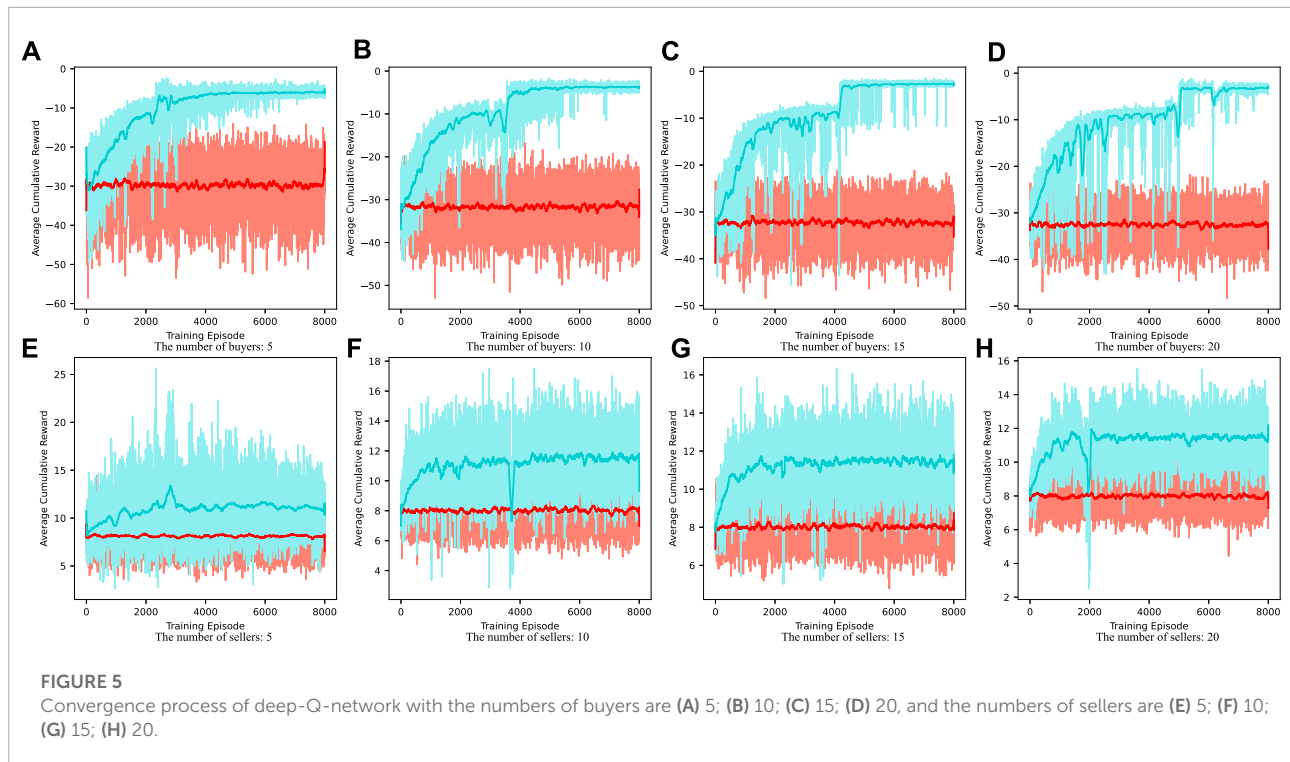 A
B
C
D
Average Cumulative Reward
0
−10
−20
−30
−40
−50
−60
0 2000 4000 6000 8000
Training Episode
The number of buyers: 5
Average Cumulative Reward
0
−10
−20
−30
−40
−50
0 2000 4000 6000 8000
Training Episode
The number of buyers: 10
Average Cumulative Reward
0
−10
−20
−30
−40
−50
0 2000 4000 6000 8000
Training Episode
The number of buyers: 15
Average Cumulative Reward
0
−10
−20
−30
−40
−50
0 2000 4000 6000 8000
Training Episode
The number of buyers: 20
E
F
G
H
Average Cumulative Reward
25
20
15
10
5
0 2000 4000 6000 8000
Training Episode
The number of sellers: 5
Average Cumulative Reward
18
16
14
12
10
8
6
4
0 2000 4000 6000 8000
Training Episode
The number of sellers: 10
Average Cumulative Reward
16
14
12
10
8
6
0 2000 4000 6000 8000
Training Episode
The number of sellers: 15
Average Cumulative Reward
16
14
12
10
8
6
4
2
0 2000 4000 6000 8000
Training Episode
The number of sellers: 20
FIGURE 5
Convergence process of deep-Q-network with the numbers of buyers are (A) 5; (B) 10; (C) 15; (D) 20, and the numbers of sellers are (E) 5; (F) 10;
(G) 15; (H) 20.